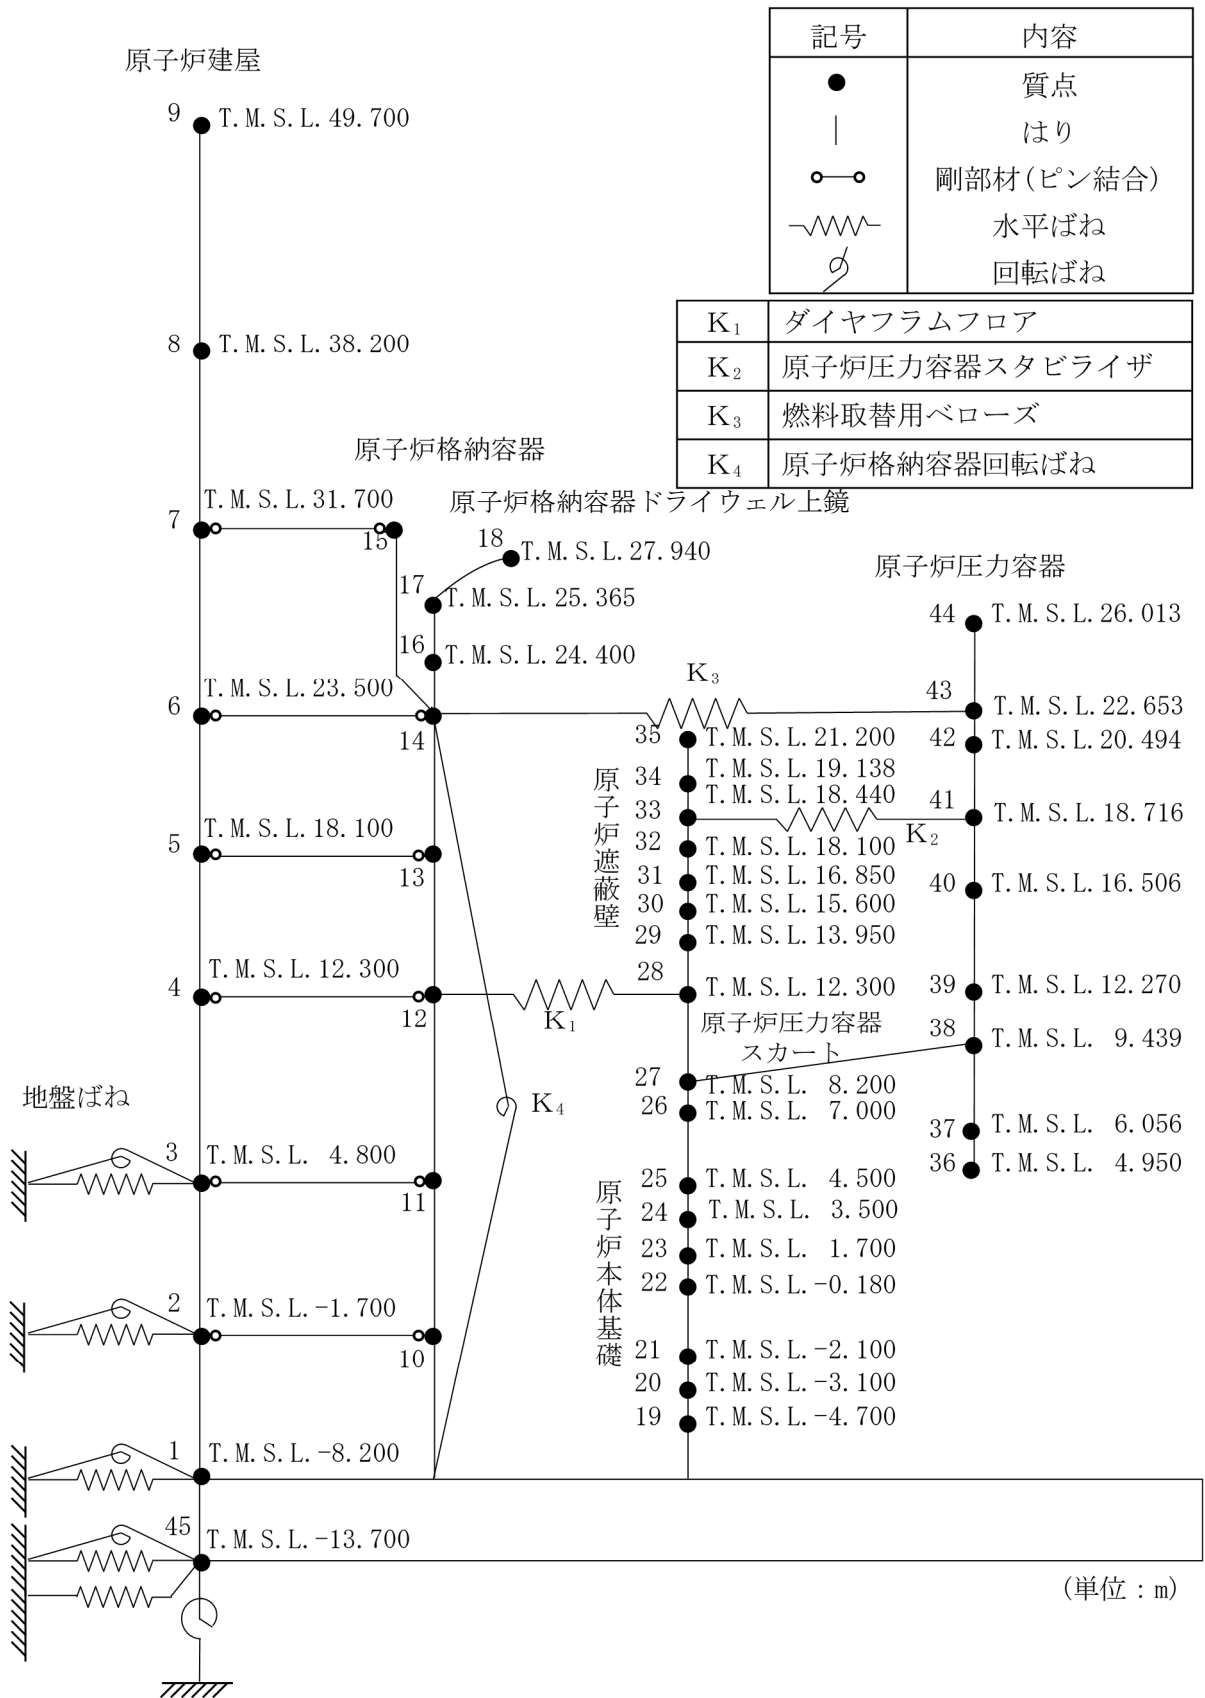 記号 内容
質点
はり
剛部材(ピン結合)
水平ばね
回転ばね
K₁ ダイヤフラムフロア
K₂ 原子炉圧力容器スタビライザ
K₃ 燃料取替用ベローズ
K₄ 原子炉格納容器回転ばね
原子炉建屋
9 T.M.S.L.49.700
8 T.M.S.L.38.200
7 T.M.S.L.31.700
6 T.M.S.L.23.500
5 T.M.S.L.18.100
4 T.M.S.L.12.300
地盤ばね
3 T.M.S.L. 4.800
2 T.M.S.L.-1.700
1 T.M.S.L.-8.200
45 T.M.S.L.-13.700
原子炉格納容器
15
14
13
12
11
10
原子炉格納容器ドライウェル上鏡
18 T.M.S.L.27.940
17 T.M.S.L.25.365
16 T.M.S.L.24.400
K₃
K₂
K₁
K₄
原子炉遮蔽壁
35 T.M.S.L.21.200
34 T.M.S.L.19.138
33 T.M.S.L.18.440
32 T.M.S.L.18.100
31 T.M.S.L.16.850
30 T.M.S.L.15.600
29 T.M.S.L.13.950
28 T.M.S.L.12.300
原子炉圧力容器
スカート
27 T.M.S.L. 8.200
26 T.M.S.L. 7.000
原子炉本体基礎
25 T.M.S.L. 4.500
24 T.M.S.L. 3.500
23 T.M.S.L. 1.700
22 T.M.S.L.-0.180
21 T.M.S.L.-2.100
20 T.M.S.L.-3.100
19 T.M.S.L.-4.700
原子炉圧力容器
44 T.M.S.L.26.013
43 T.M.S.L.22.653
42 T.M.S.L.20.494
41 T.M.S.L.18.716
40 T.M.S.L.16.506
39 T.M.S.L.12.270
38 T.M.S.L. 9.439
37 T.M.S.L. 6.056
36 T.M.S.L. 4.950
(単位：m)